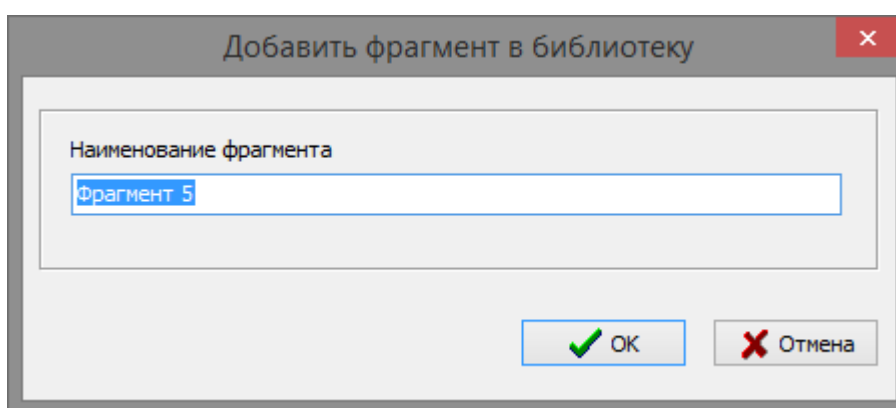 Добавить фрагмент в библиотеку
Наименование фрагмента
Фрагмент 5
OK
Отмена